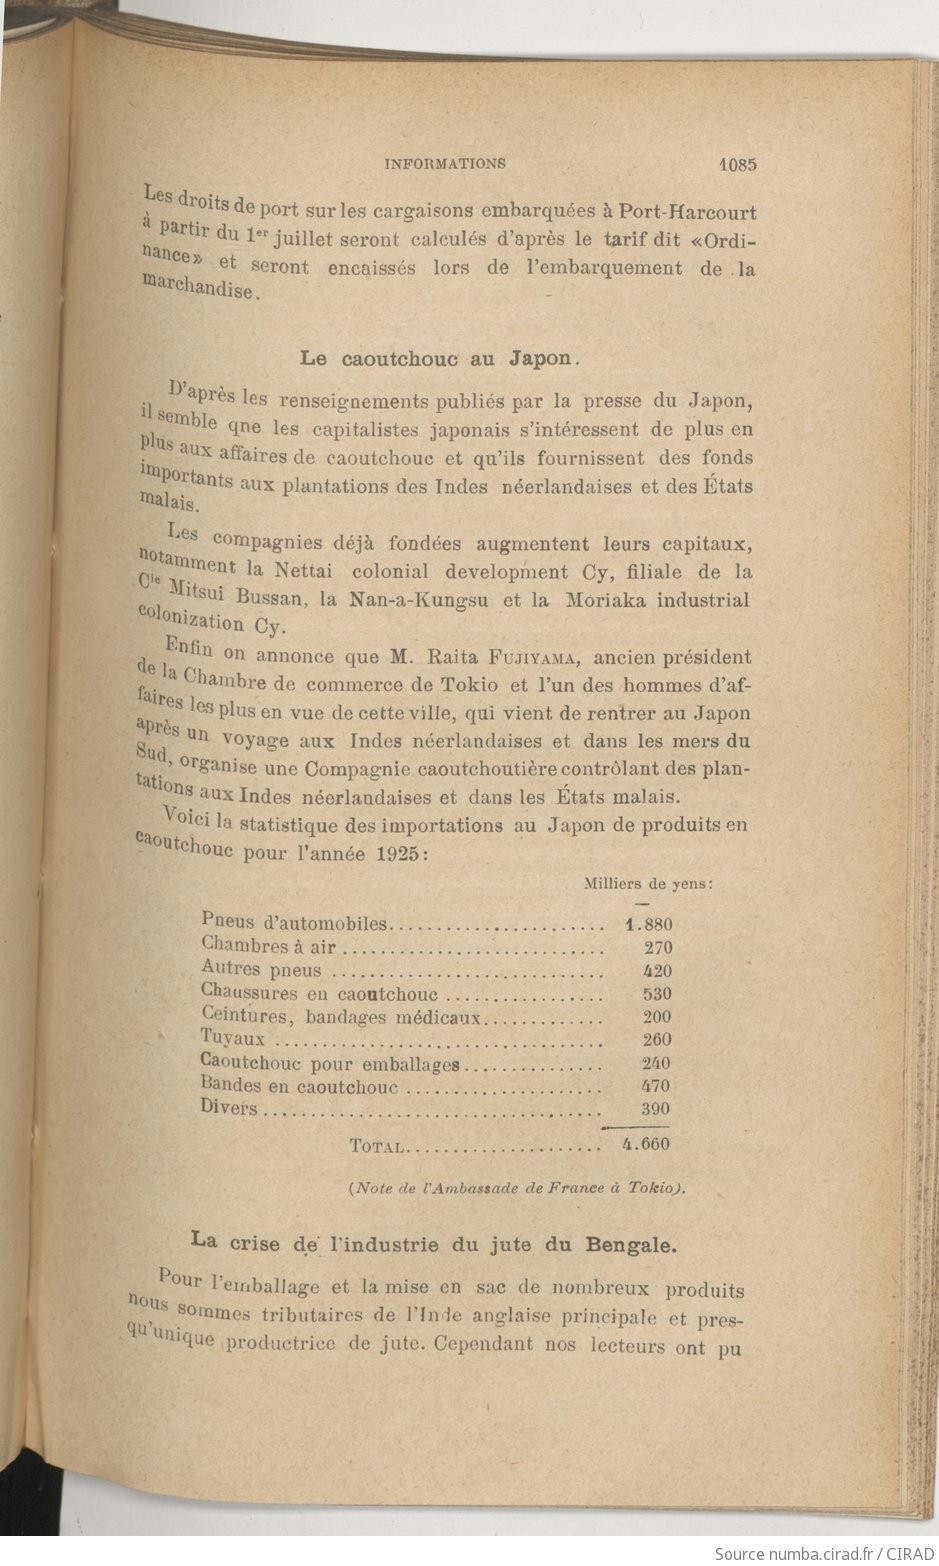 INFORMATIONS 1085
Les droits de port sur les cargaisons embarquées à Port-Harcourt
à partir du 1er juillet seront calculés d'après le tarif dit «Ordi-
nance» et seront encaissés lors de l'embarquement de la
marchandise.
Le caoutchouc au Japon.
D'après les renseignements publiés par la presse du Japon,
il semble qne les capitalistes japonais s'intéressent de plus en
plus aux affaires de caoutchouc et qu'ils fournissent des fonds
importants aux plantations des Indes néerlandaises et des États
malais.
Les compagnies déjà fondées augmentent leurs capitaux,
notamment la Nettai colonial development Cy, filiale de la
Cie Mitsui Bussan, la Nan-a-Kungsu et la Moriaka industrial
colonization Cy.
Enfin on annonce que M. Raita FUJIYAMA, ancien président
de la Chambre de commerce de Tokio et l'un des hommes d'af-
faires les plus en vue de cette ville, qui vient de rentrer au Japon
après un voyage aux Indes néerlandaises et dans les mers du
Sud, organise une Compagnie caoutchoutière contrôlant des plan-
tations aux Indes néerlandaises et dans les États malais.
Voici la statistique des importations au Japon de produits en
caoutchouc pour l'année 1925:
Milliers de yens:
Pneus d'automobiles....................... 1.880
Chambres à air ............................ 270
Autres pneus ............................. 420
Chaussures en caoutchouc ................. 530
Ceintures, bandages médicaux............. 200
Tuyaux ................................... 260
Caoutchouc pour emballages............... 240
Bandes en caoutchouc ..................... 470
Divers.................................... 390
TOTAL..................... 4.660
(Note de l'Ambassade de France à Tokio).
La crise de l'industrie du jute du Bengale.
Pour l'emballage et la mise en sac de nombreux produits
nous sommes tributaires de l'Inde anglaise principale et pres-
qu'unique productrice de jute. Cependant nos lecteurs ont pu
Source numba.cirad.fr / CIRAD